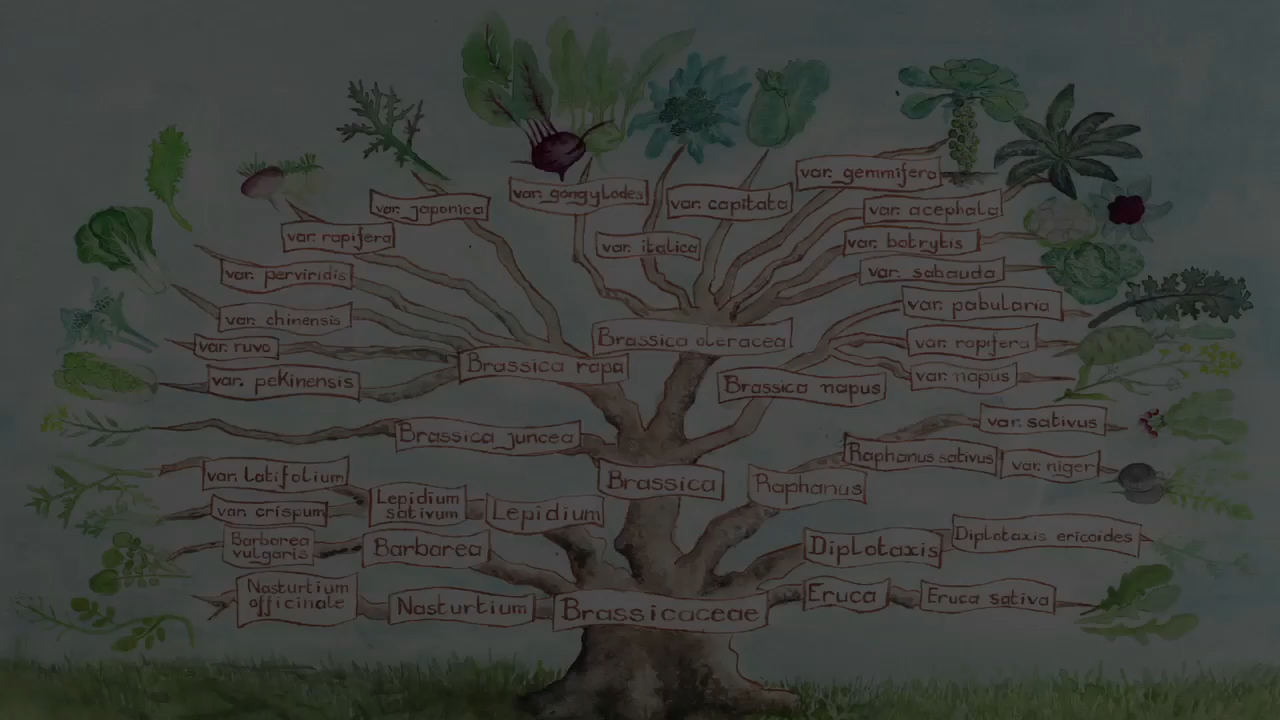 var. gemmifera
var. gongylodes
var. capitata
var. japonica
var. acephala
var. rapifera
var. italica
var. botrytis
var. perviridis
var. sabauda
var. chinensis
var. pabularia
Brassica oleracea
var. ruvo
var. rapifera
Brassica rapa
var. pekinensis
Brassica napus
var. napus
var. sativus
Brassica juncea
Raphanus sativus
var. niger
var. latifolium
Brassica
Raphanus
var. crispum
Lepidium
sativum
Lepidium
Barbarea
vulgaris
Barbarea
Diplotaxis
Diplotaxis ericoides
Nasturtium
officinale
Nasturtium
Brassicaceae
Eruca
Eruca sativa